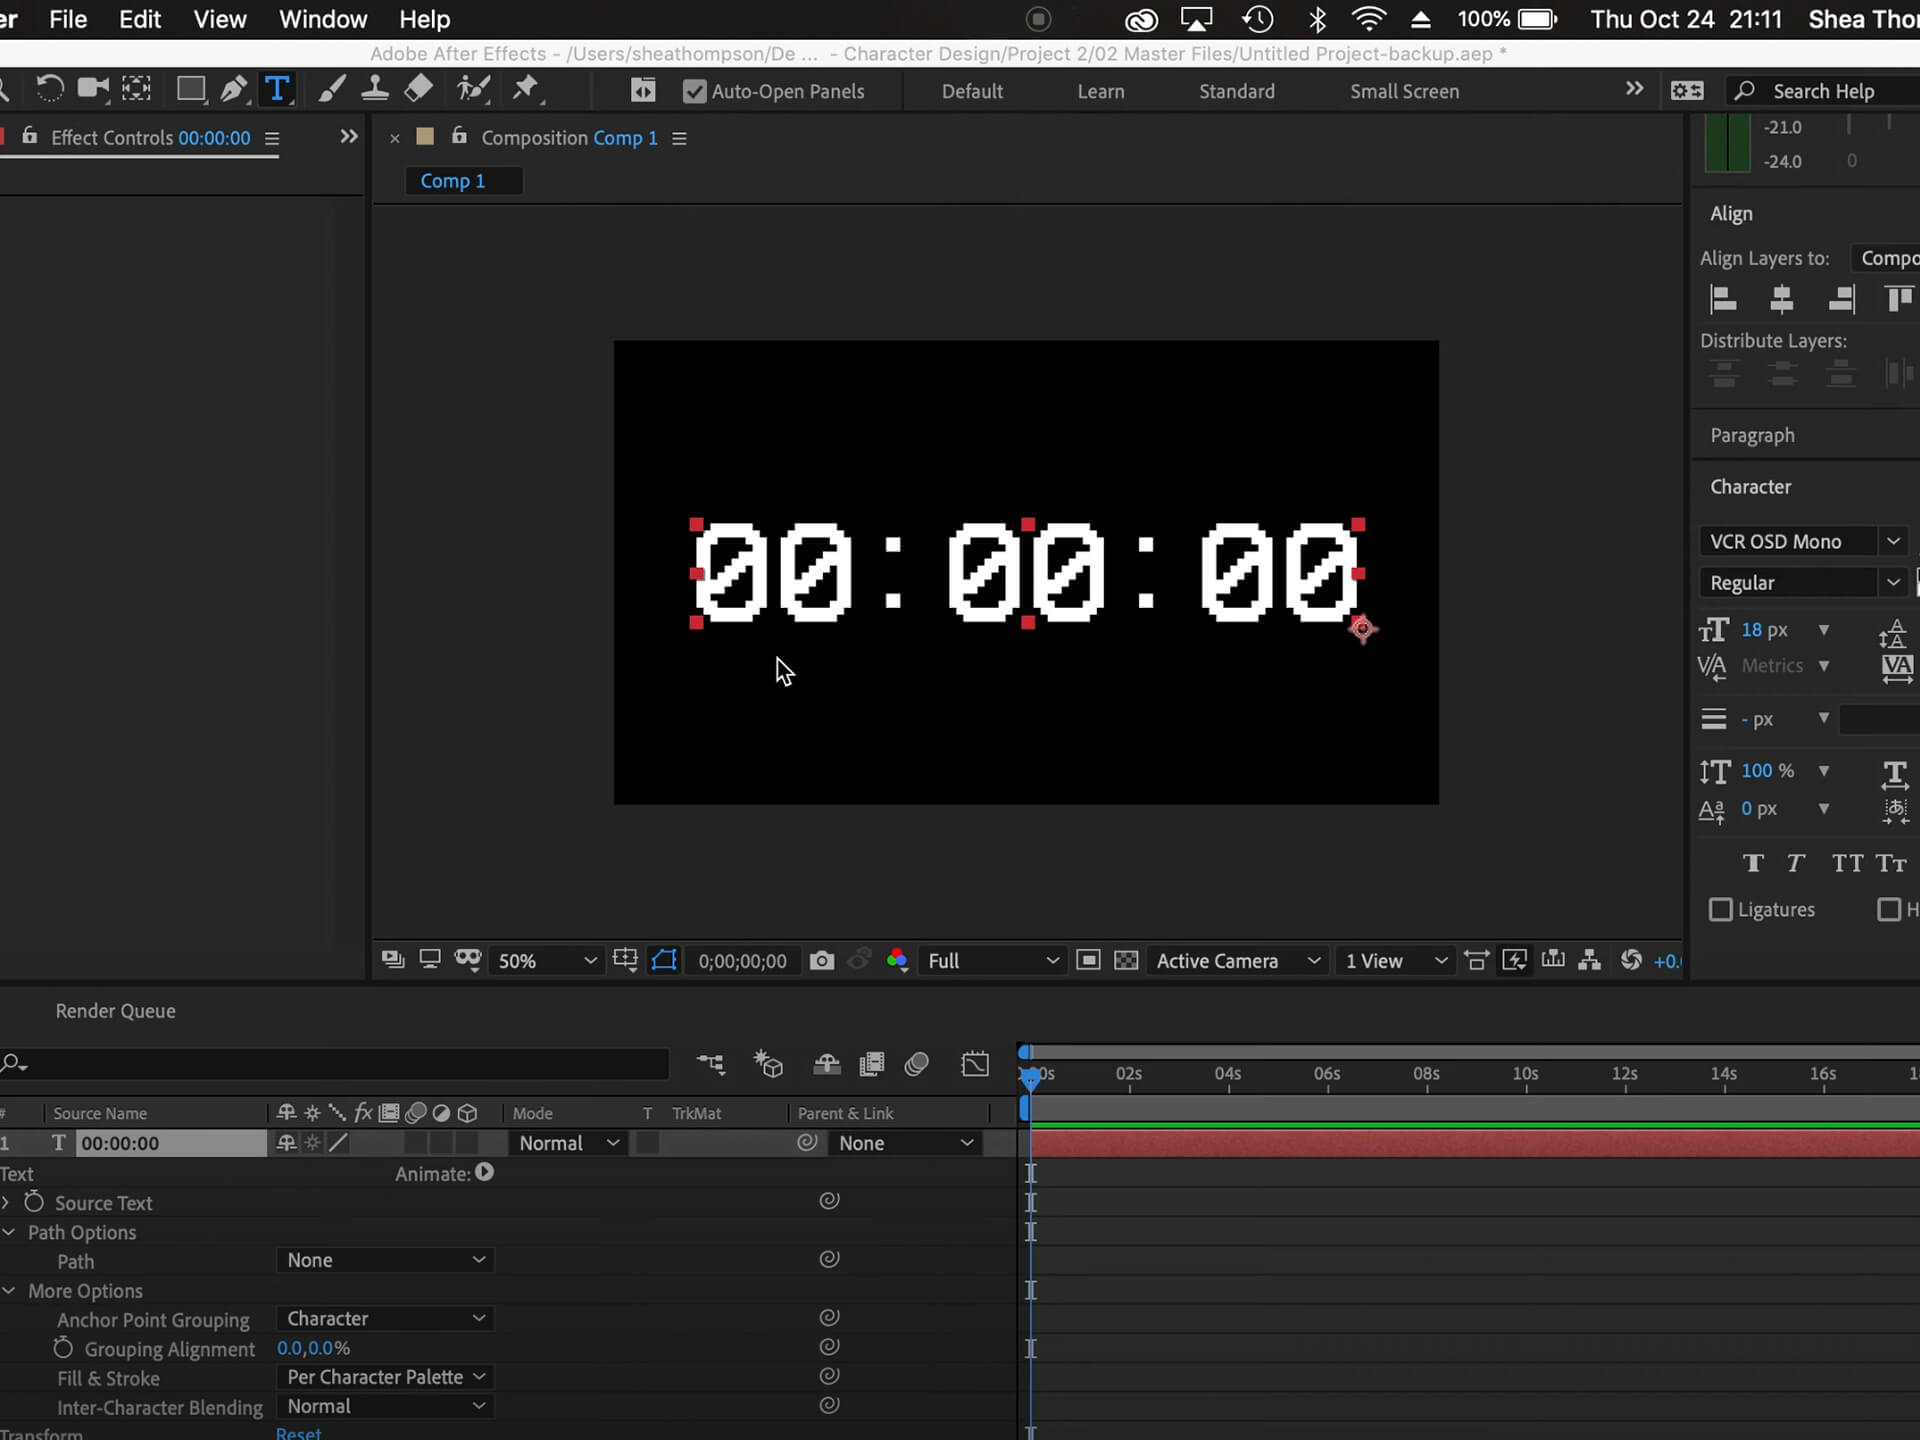 er File Edit View Window Help 100% Thu Oct 24 21:11 Shea Thor
Adobe After Effects - /Users/sheathompson/De ... - Character Design/Project 2/02 Master Files/Untitled Project-backup.aep *
Auto-Open Panels Default Learn Standard Small Screen Search Help
Effect Controls 00:00:00
Composition Comp 1
Comp 1
-21.0
-24.0 0
Align
Align Layers to: Compo
Distribute Layers:
Paragraph
Character
VCR OSD Mono
Regular
18 px
Metrics
- px
100 %
0 px
T T TT Tt
Ligatures H
00:00:00
50% 0;00;00;00 Full Active Camera 1 View +0.
Render Queue
00s 02s 04s 06s 08s 10s 12s 14s 16s 18
# Source Name fx Mode T TrkMat Parent & Link
1 T 00:00:00 Normal None
Text Animate:
Source Text
Path Options
Path None
More Options
Anchor Point Grouping Character
Grouping Alignment 0.0,0.0%
Fill & Stroke Per Character Palette
Inter-Character Blending Normal
Transform Reset